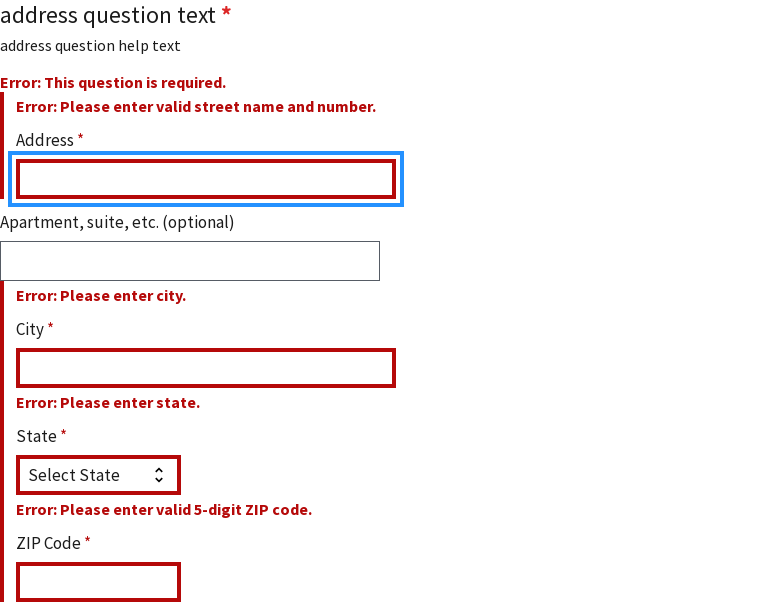 address question text *
address question help text
Error: This question is required.
Error: Please enter valid street name and number.
Address *
Apartment, suite, etc. (optional)
Error: Please enter city.
City *
Error: Please enter state.
State *
Select State
Error: Please enter valid 5-digit ZIP code.
ZIP Code *